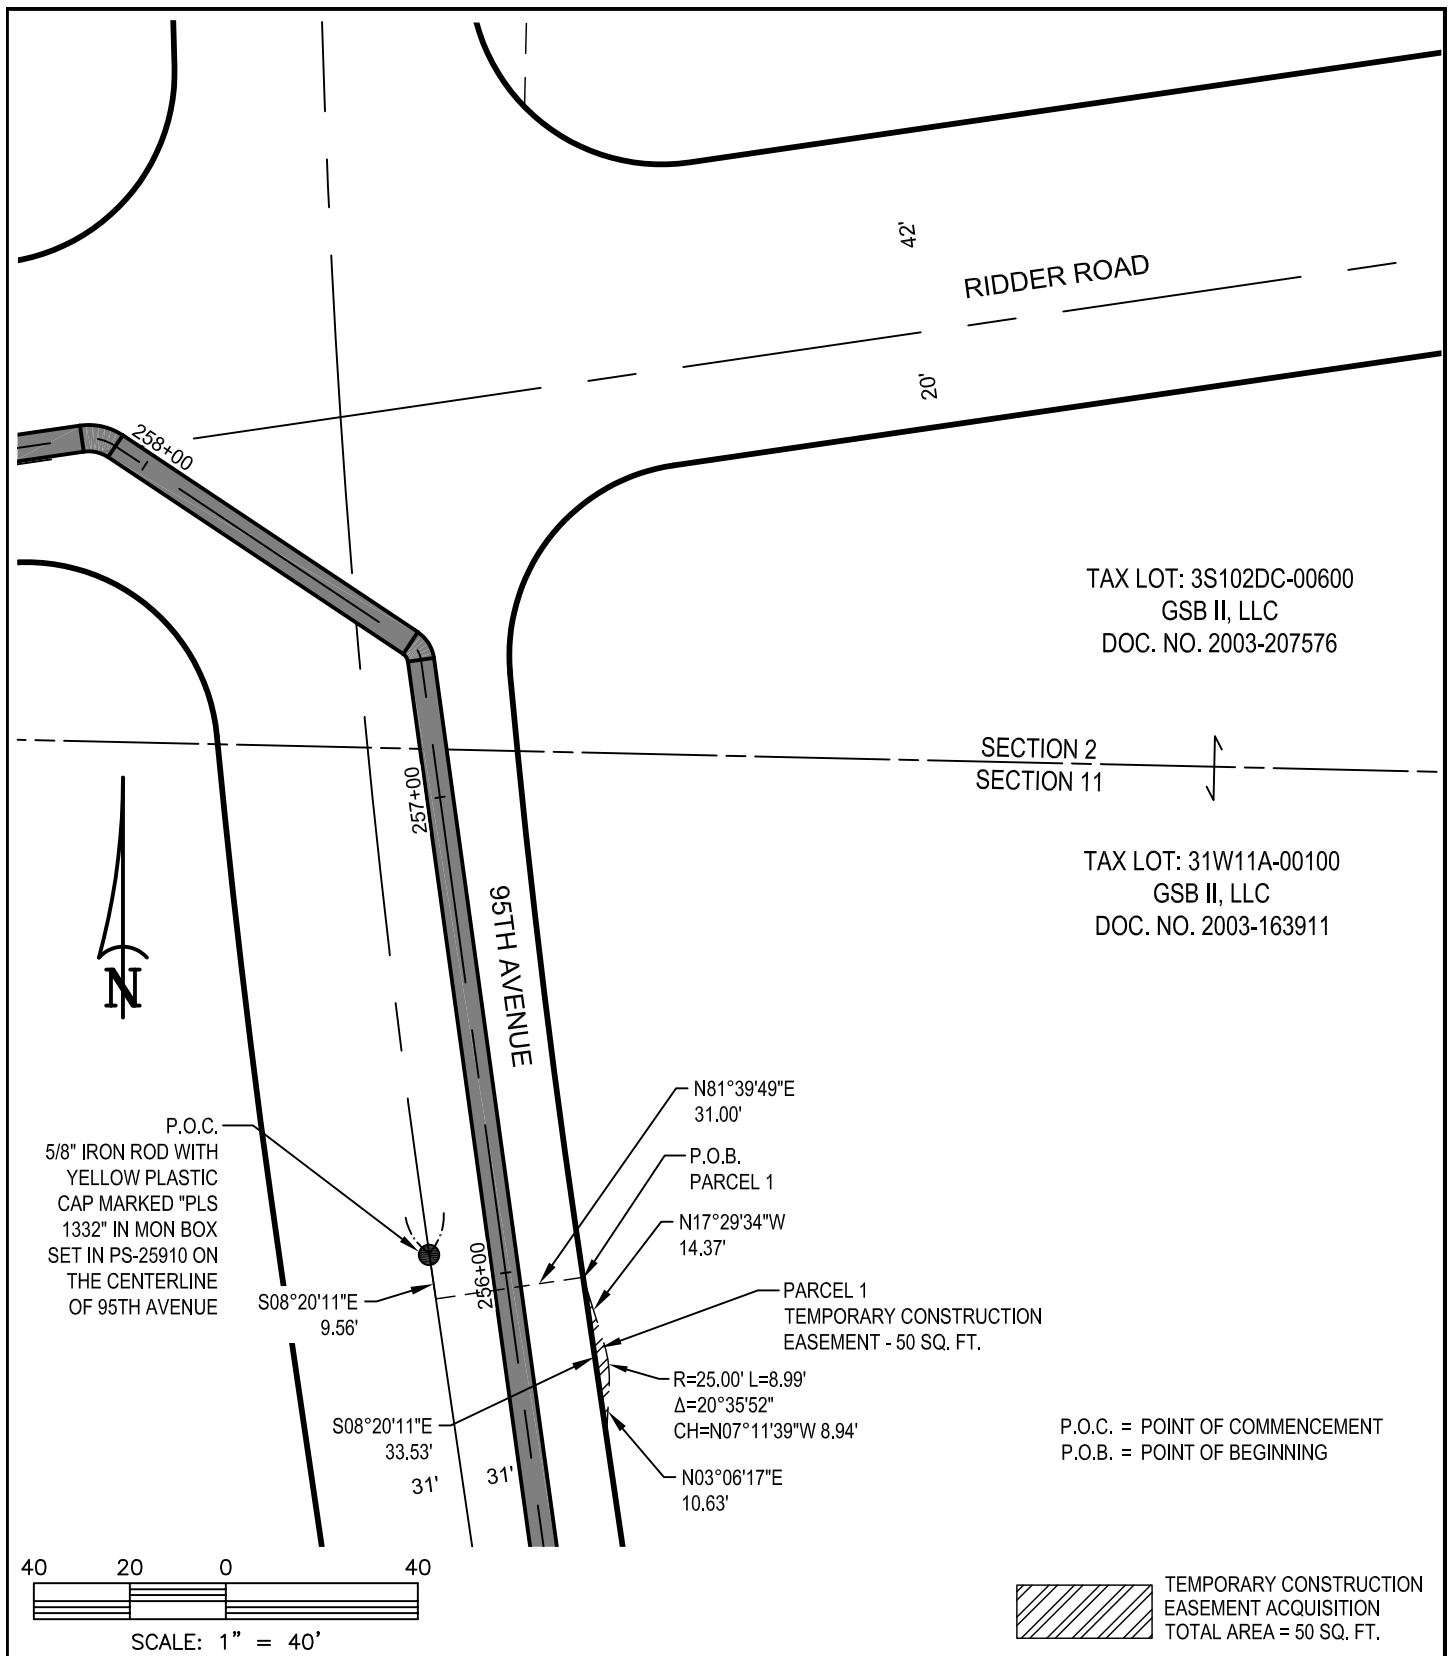 42'
RIDDER ROAD
20'
258+00
TAX LOT: 3S102DC-00600
GSB II, LLC
DOC. NO. 2003-207576
SECTION 2
SECTION 11
257+00
TAX LOT: 31W11A-00100
GSB II, LLC
DOC. NO. 2003-163911
95TH AVENUE
N
N81°39'49"E
31.00'
P.O.C.
5/8" IRON ROD WITH
YELLOW PLASTIC
CAP MARKED "PLS
1332" IN MON BOX
SET IN PS-25910 ON
THE CENTERLINE
OF 95TH AVENUE
P.O.B.
PARCEL 1
N17°29'34"W
14.37'
256+00
S08°20'11"E
9.56'
PARCEL 1
TEMPORARY CONSTRUCTION
EASEMENT - 50 SQ. FT.
R=25.00' L=8.99'
Δ=20°35'52"
CH=N07°11'39"W 8.94'
S08°20'11"E
33.53'
31'
31'
N03°06'17"E
10.63'
P.O.C. = POINT OF COMMENCEMENT
P.O.B. = POINT OF BEGINNING
40 20 0 40
SCALE: 1" = 40'
TEMPORARY CONSTRUCTION
EASEMENT ACQUISITION
TOTAL AREA = 50 SQ. FT.